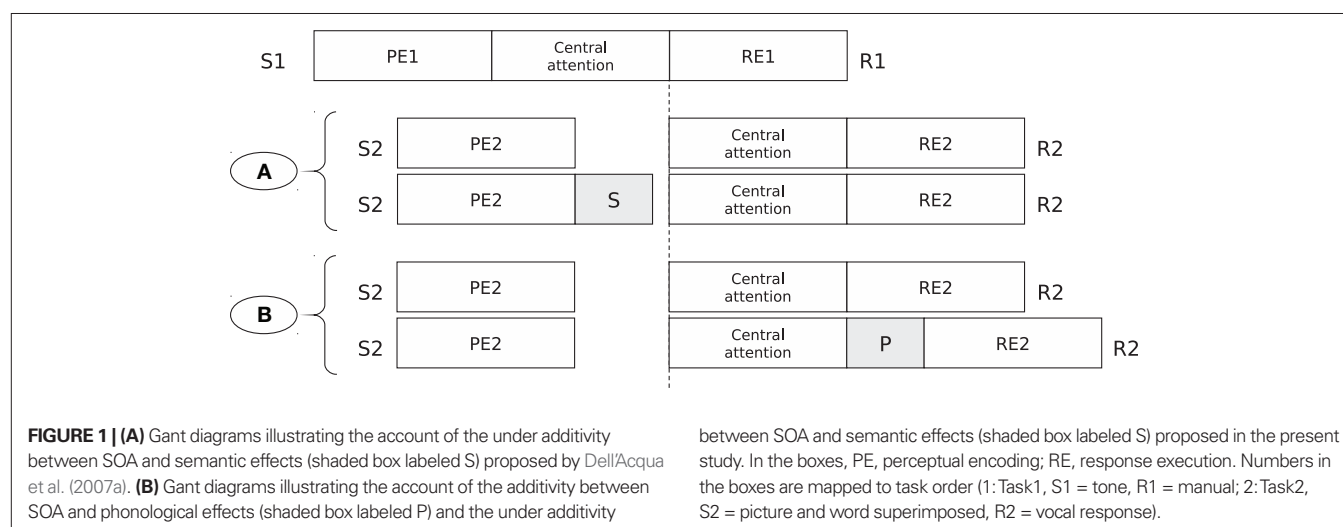 S1 PE1 Central attention RE1 R1
A
S2 PE2 Central attention RE2 R2
S2 PE2 S Central attention RE2 R2
B
S2 PE2 Central attention RE2 R2
S2 PE2 Central attention P RE2 R2
FIGURE 1 | (A) Gant diagrams illustrating the account of the under additivity
between SOA and semantic effects (shaded box labeled S) proposed by Dell'Acqua
et al. (2007a). (B) Gant diagrams illustrating the account of the additivity between
SOA and phonological effects (shaded box labeled P) and the under additivity
between SOA and semantic effects (shaded box labeled S) proposed in the present
study. In the boxes, PE, perceptual encoding; RE, response execution. Numbers in
the boxes are mapped to task order (1: Task1, S1 = tone, R1 = manual; 2: Task2,
S2 = picture and word superimposed, R2 = vocal response).